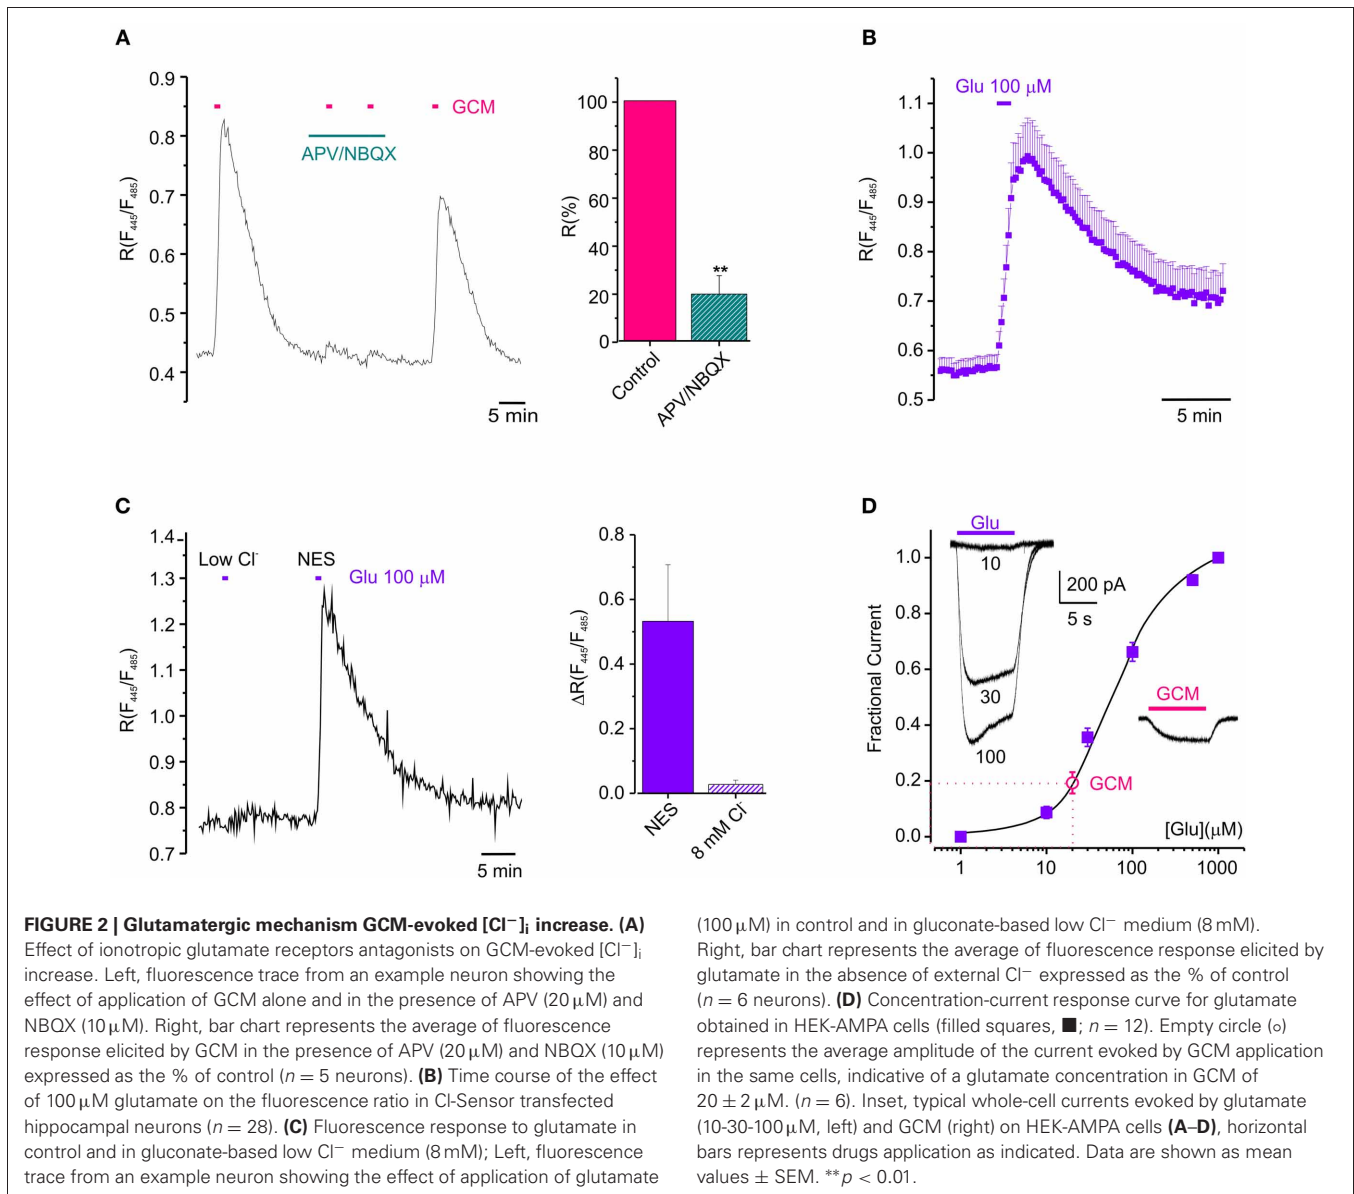 A
0.9
0.8
0.7
0.6
0.5
0.4
R(F445/F485)
GCM
APV/NBQX
5 min
100
80
60
40
20
0
R(%)
**
Control
APV/NBQX
B
Glu 100 μM
1.1
1.0
0.9
0.8
0.7
0.6
0.5
R(F445/F485)
5 min
C
1.4
1.3
1.2
1.0
0.9
0.8
0.7
R(F445/F485)
Low Cl-
NES
Glu 100 μM
5 min
0.8
0.6
0.4
0.2
0.0
ΔR(F445/F485)
NES
8 mM Cl-
D
1.0
0.8
0.6
0.4
0.2
0.0
Fractional Current
Glu
10
30
100
200 pA
5 s
GCM
GCM
[Glu](μM)
1 10 100 1000
FIGURE 2 | Glutamatergic mechanism GCM-evoked [Cl−]i increase. (A)
Effect of ionotropic glutamate receptors antagonists on GCM-evoked [Cl−]i
increase. Left, fluorescence trace from an example neuron showing the
effect of application of GCM alone and in the presence of APV (20 μM) and
NBQX (10 μM). Right, bar chart represents the average of fluorescence
response elicited by GCM in the presence of APV (20 μM) and NBQX (10 μM)
expressed as the % of control (n = 5 neurons). (B) Time course of the effect
of 100 μM glutamate on the fluorescence ratio in Cl-Sensor transfected
hippocampal neurons (n = 28). (C) Fluorescence response to glutamate in
control and in gluconate-based low Cl− medium (8 mM); Left, fluorescence
trace from an example neuron showing the effect of application of glutamate
(100 μM) in control and in gluconate-based low Cl− medium (8 mM).
Right, bar chart represents the average of fluorescence response elicited by
glutamate in the absence of external Cl− expressed as the % of control
(n = 6 neurons). (D) Concentration-current response curve for glutamate
obtained in HEK-AMPA cells (filled squares, ■; n = 12). Empty circle (○)
represents the average amplitude of the current evoked by GCM application
in the same cells, indicative of a glutamate concentration in GCM of
20 ± 2 μM. (n = 6). Inset, typical whole-cell currents evoked by glutamate
(10-30-100 μM, left) and GCM (right) on HEK-AMPA cells (A–D), horizontal
bars represents drugs application as indicated. Data are shown as mean
values ± SEM. **p < 0.01.